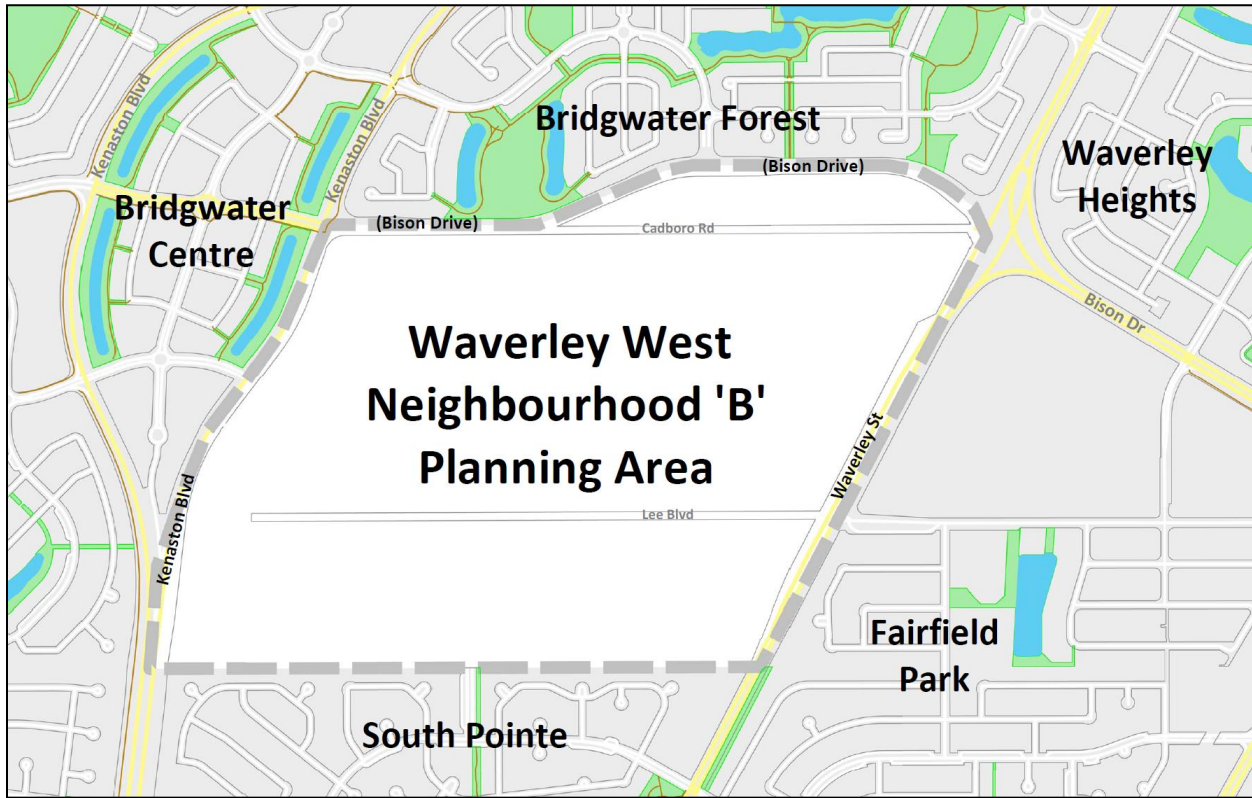 Kenaston Blvd
Kenaston Blvd
Bridgwater Forest
Waverley
Heights
(Bison Drive)
Bridgwater
Centre
(Bison Drive)
Cadboro Rd
Bison Dr
Waverley West
Neighbourhood 'B'
Planning Area
Waverley St
Kenaston Blvd
Lee Blvd
Fairfield
Park
South Pointe